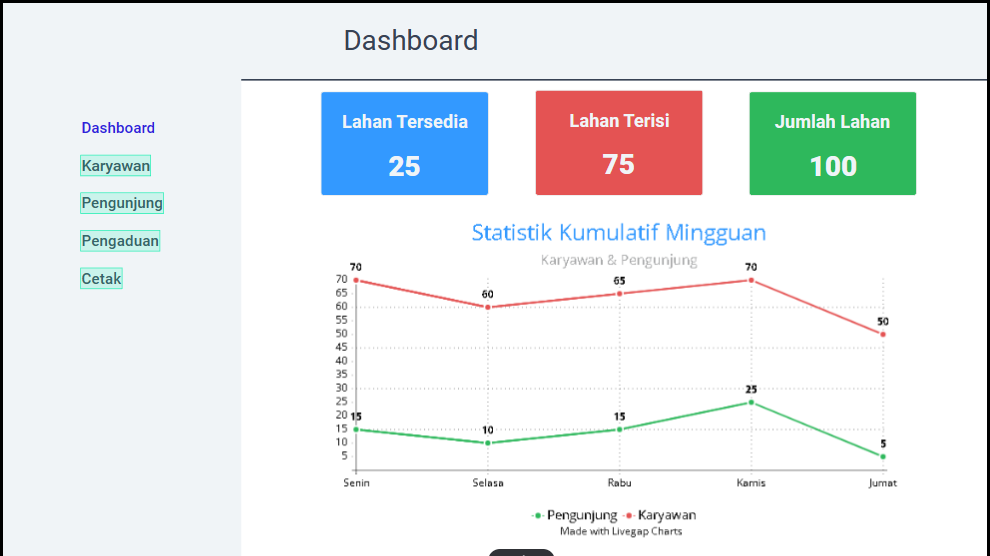 Dashboard
Dashboard
Karyawan
Pengunjung
Pengaduan
Cetak
Lahan Tersedia
25
Lahan Terisi
75
Jumlah Lahan
100
Statistik Kumulatif Mingguan
Karyawan & Pengunjung
70
65
60
55
50
45
40
35
30
25
20
15
10
5
70
60
65
70
50
15
10
15
25
5
Senin Selasa Rabu Kamis Jumat
Pengunjung Karyawan
Made with Livegap Charts